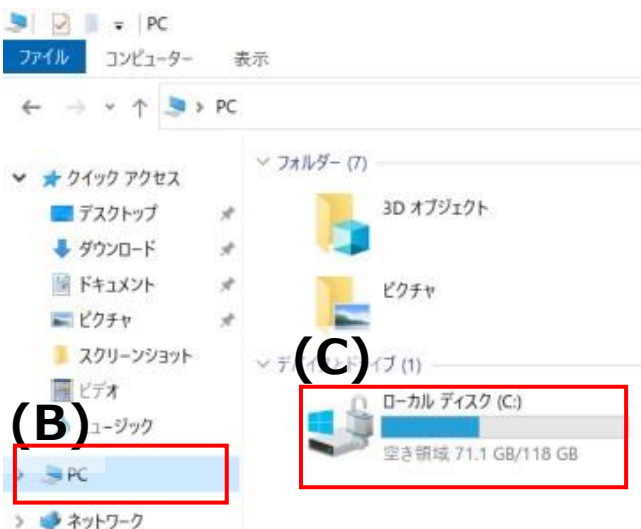 PC
ファイル コンピューター 表示
PC
クイック アクセス
デスクトップ
ダウンロード
ドキュメント
ピクチャ
スクリーンショット
ビデオ
(B)
PC
ネットワーク
フォルダー (7)
3D オブジェクト
ピクチャ
(C)
(1)
ローカル ディスク (C:)
空き領域 71.1 GB/118 GB